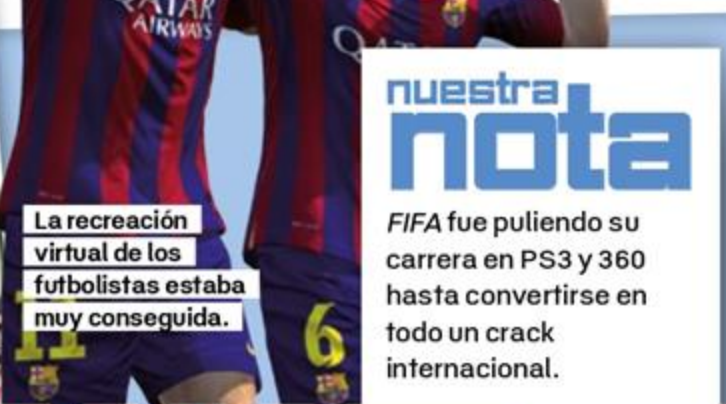 QATAR
AIRWAYS
La recreación
virtual de los
futbolistas estaba
muy conseguida.
11
6
nuestra
nota
FIFA fue puliendo su
carrera en PS3 y 360
hasta convertirse en
todo un crack
internacional.